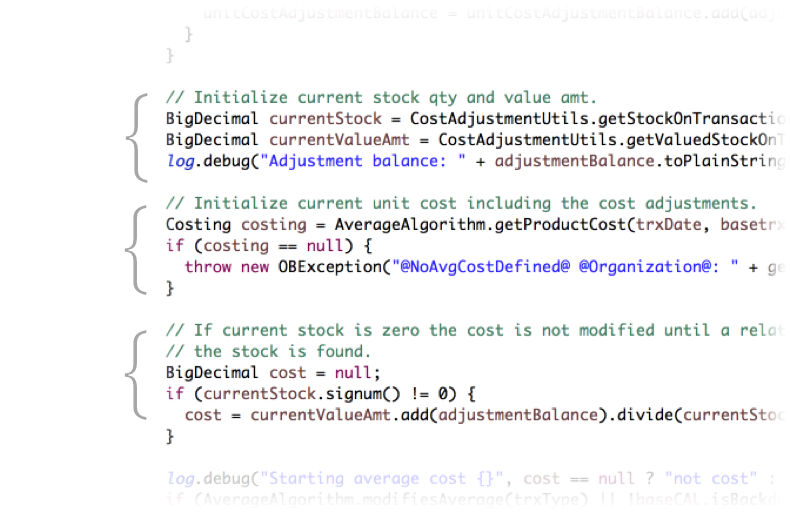 unitCostAdjustmentBalance = unitCostAdjustmentBalance.add(adj
}
}
// Initialize current stock qty and value amt.
BigDecimal currentStock = CostAdjustmentUtils.getStockOnTransactio
BigDecimal currentValueAmt = CostAdjustmentUtils.getValuedStockOnT
log.debug("Adjustment balance: " + adjustmentBalance.toPlainString
// Initialize current unit cost including the cost adjustments.
Costing costing = AverageAlgorithm.getProductCost(trxDate, basetrx
if (costing == null) {
throw new OBException("@NoAvgCostDefined@ @Organization@: " + ge
}
// If current stock is zero the cost is not modified until a relat
// the stock is found.
BigDecimal cost = null;
if (currentStock.signum() != 0) {
cost = currentValueAmt.add(adjustmentBalance).divide(currentStoc
}
log.debug("Starting average cost {}", cost == null ? "not cost" :
if (AverageAlgorithm.modifiesAverage(trxType) || !baseCAL.isBackd